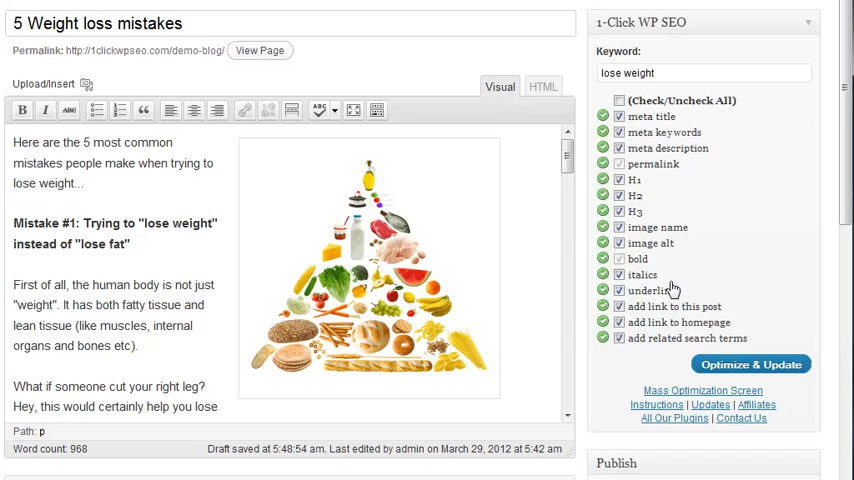 5 Weight loss mistakes
Permalink: http://1clickwpseo.com/demo-blog/ View Page
Upload/Insert
Visual HTML
B I ABC ABC
Here are the 5 most common
mistakes people make when trying to
lose weight...
Mistake #1: Trying to "lose weight"
instead of "lose fat"
First of all, the human body is not just
"weight". It has both fatty tissue and
lean tissue (like muscles, internal
organs and bones etc).
What if someone cut your right leg?
Hey, this would certainly help you lose
Path: p
Word count: 968 Draft saved at 5:48:54 am. Last edited by admin on March 29, 2012 at 5:42 am
1-Click WP SEO
Keyword:
lose weight
(Check/Uncheck All)
meta title
meta keywords
meta description
permalink
H1
H2
H3
image name
image alt
bold
italics
add link to this post
add link to homepage
add related search terms
Optimize & Update
Mass Optimization Screen
Instructions | Updates | Affiliates
All Our Plugins | Contact Us
Publish